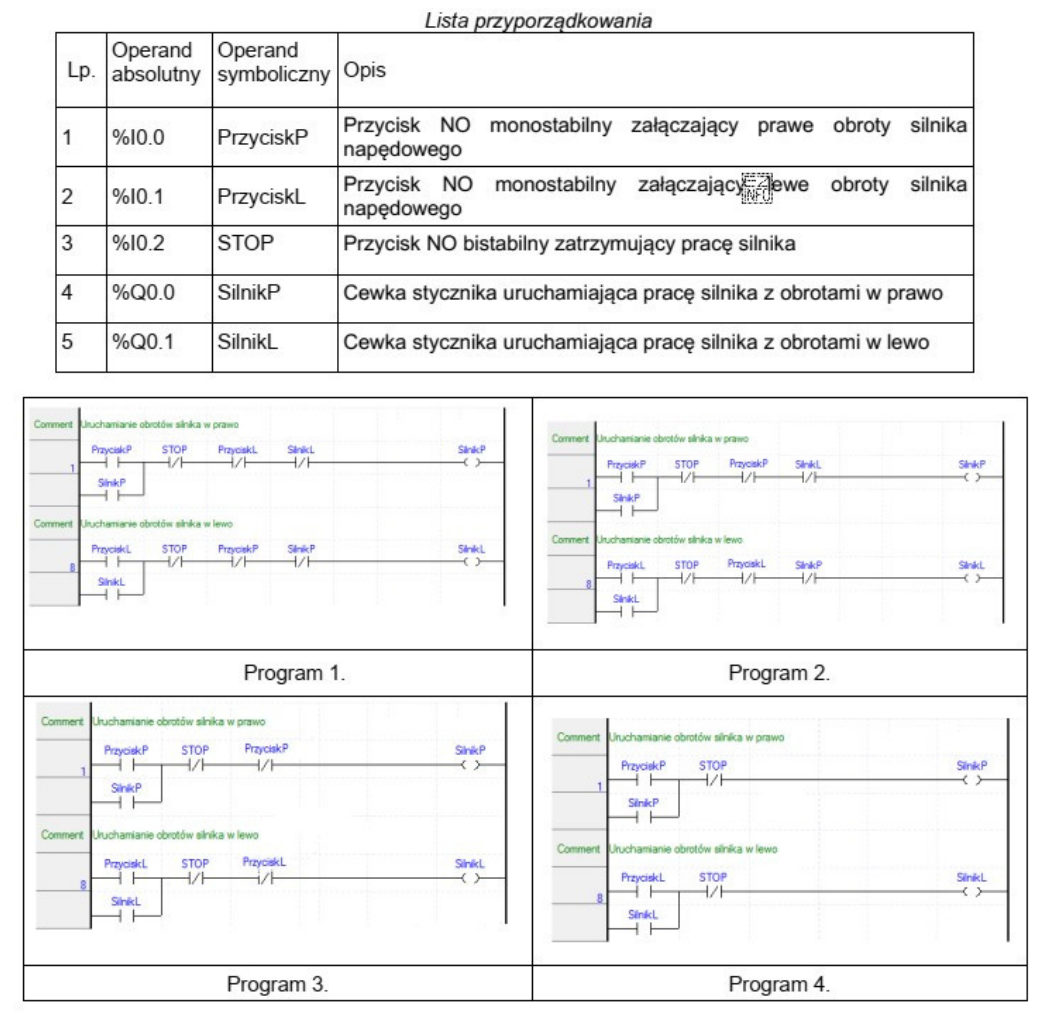 Lista przyporządkowania
Lp.
Operand absolutny
Operand symboliczny
Opis
1
%I0.0
PrzyciskP
Przycisk NO monostabilny załączający prawe obroty silnika
napędowego
2
%I0.1
PrzyciskL
Przycisk NO monostabilny załączający lewe obroty silnika
napędowego
EZ
INFO
3
%I0.2
STOP
Przycisk NO bistabilny zatrzymujący pracę silnika
4
%Q0.0
SilnikP
Cewka stycznika uruchamiająca pracę silnika z obrotami w prawo
5
%Q0.1
SilnikL
Cewka stycznika uruchamiająca pracę silnika z obrotami w lewo
Comment Uruchamianie obrotów silnika w prawo
PrzyciskP STOP PrzyciskL SilnikL SilnikP
1
SilnikP
Comment Uruchamianie obrotów silnika w lewo
PrzyciskL STOP PrzyciskP SilnikP SilnikL
8
SilnikL
Program 1.
Comment Uruchamianie obrotów silnika w prawo
PrzyciskP STOP PrzyciskP SilnikL SilnikP
1
SilnikP
Comment Uruchamianie obrotów silnika w lewo
PrzyciskL STOP PrzyciskL SilnikP SilnikL
8
SilnikL
Program 2.
Comment Uruchamianie obrotów silnika w prawo
PrzyciskP STOP PrzyciskP SilnikP
1
SilnikP
Comment Uruchamianie obrotów silnika w lewo
PrzyciskL STOP PrzyciskL SilnikL
8
SilnikL
Program 3.
Comment Uruchamianie obrotów silnika w prawo
PrzyciskP STOP SilnikP
1
SilnikP
Comment Uruchamianie obrotów silnika w lewo
PrzyciskL STOP SilnikL
8
SilnikL
Program 4.